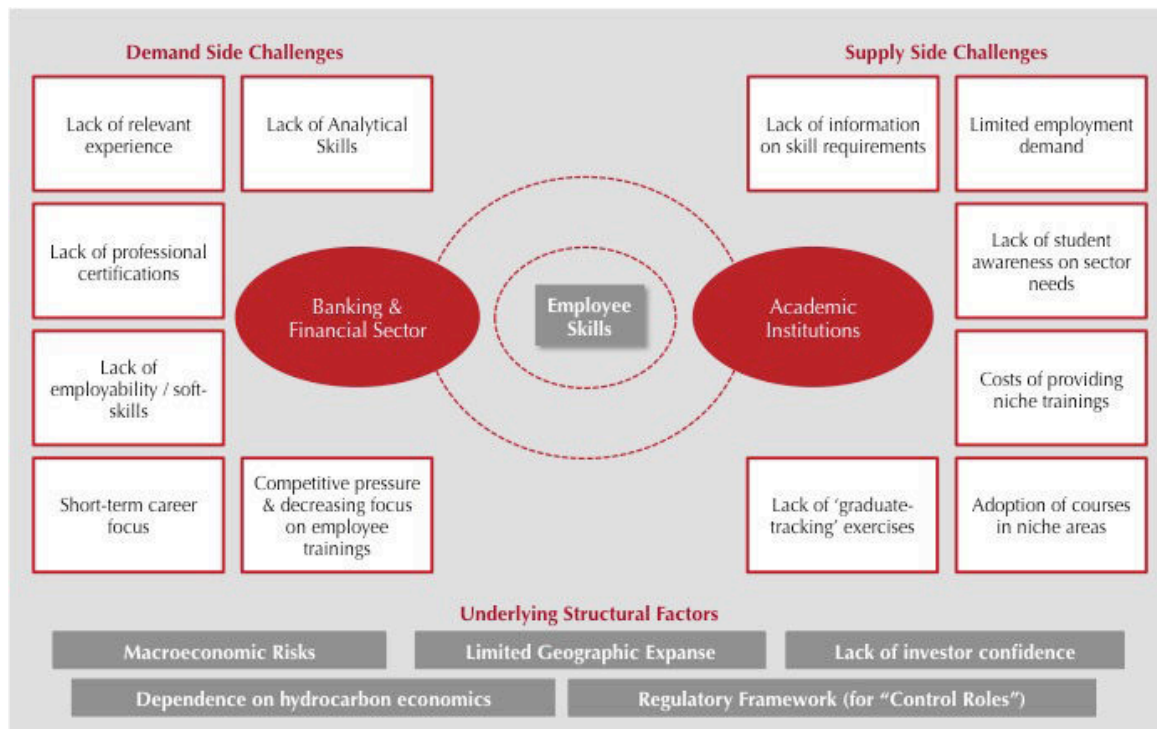 Demand Side Challenges
Supply Side Challenges
Lack of relevant
experience
Lack of Analytical
Skills
Lack of information
on skill requirements
Limited employment
demand
Lack of professional
certifications
Lack of student
awareness on sector
needs
Banking &
Financial Sector
Employee
Skills
Academic
Institutions
Lack of
employability / soft-
skills
Costs of providing
niche trainings
Short-term career
focus
Competitive pressure
& decreasing focus
on employee
trainings
Lack of ‘graduate-
tracking’ exercises
Adoption of courses
in niche areas
Underlying Structural Factors
Macroeconomic Risks
Limited Geographic Expanse
Lack of investor confidence
Dependence on hydrocarbon economics
Regulatory Framework (for “Control Roles”)